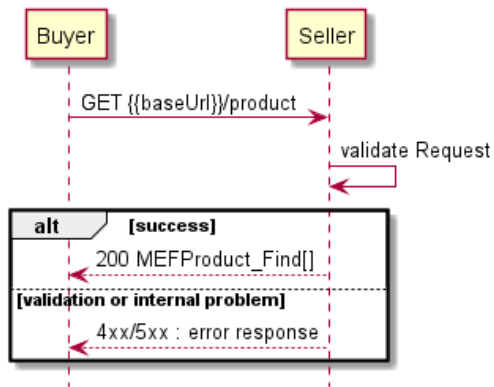 Buyer
Seller
GET {{baseUrl}}/product
validate Request
alt [success]
200 MEFProduct_Find[]
[validation or internal problem]
4xx/5xx : error response